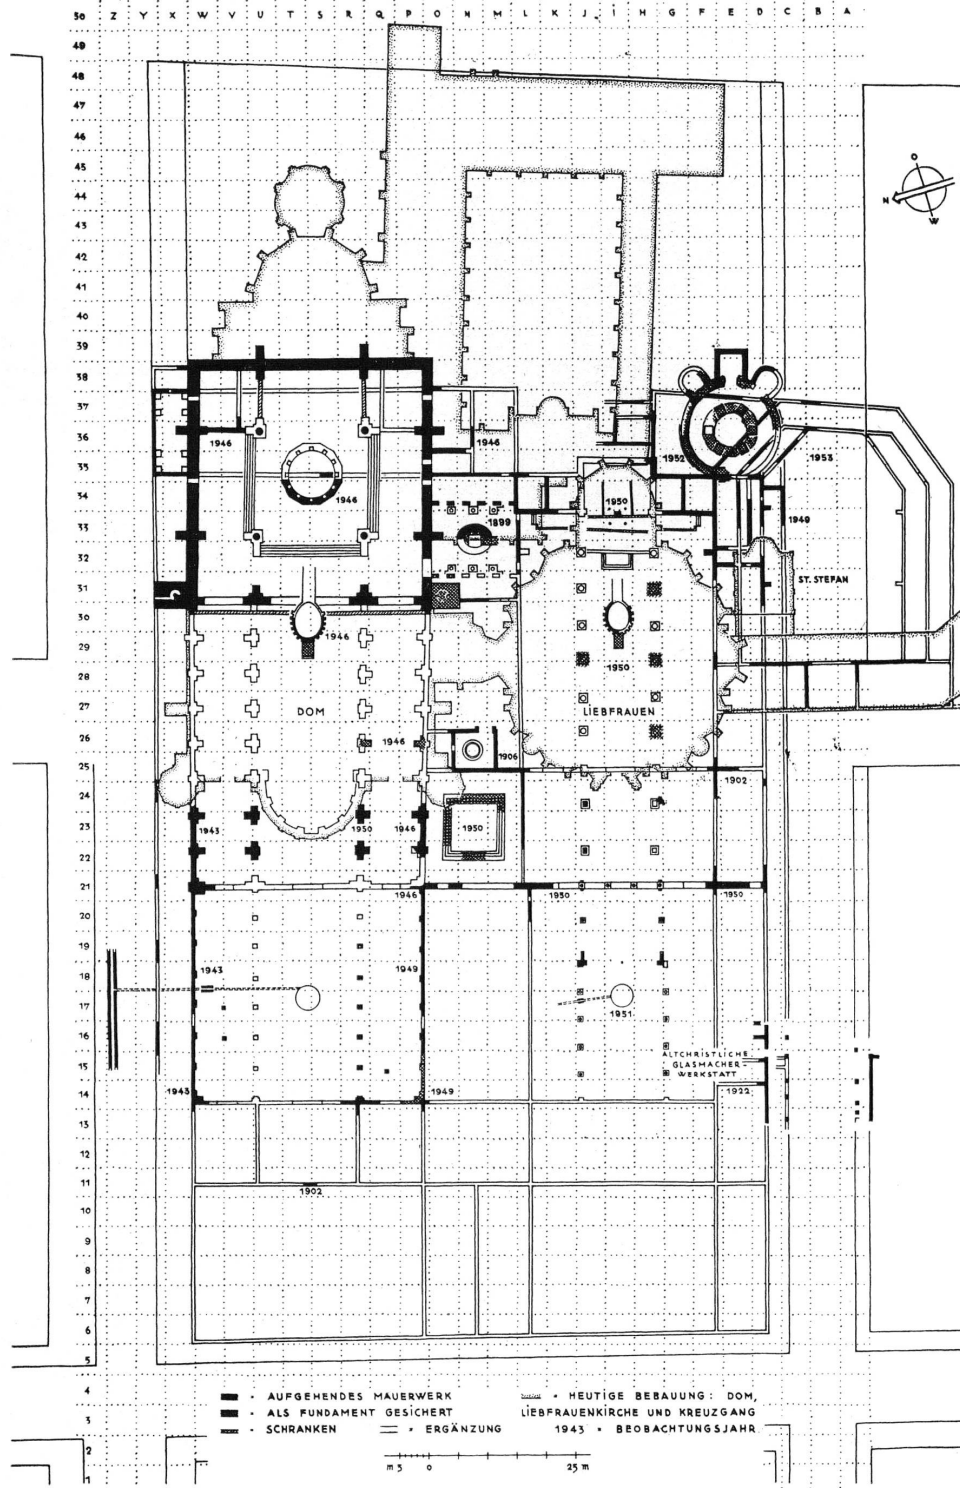 50 Z Y X W V U T S R Q P O N M L K J I H G F E D C B A
49
48
47
46
45
O
44
N
43
W
42
41
40
39
38
37
36 1946 1946
35 1932 1953
34 1946 1950
33 1899 1949
32
31 ST. STEFAN
30
29 1946
28 1950
27 DOM LIEBFRAUEN
26 1946 1906
25 1902
24
23 1943 1950 1946 1950
22
21 1946 1950 1950
20
19
18 1943 1949
17 1951
16
ALTCHRISTLICHE
15 GLASMACHER-
WERKSTATT
14 1943 1949 1922
13
12
11 1902
10
9
8
7
6
5
4 - AUFGEHENDES MAUERWERK = HEUTIGE BEBAUUNG: DOM,
3 - ALS FUNDAMENT GESICHERT LIEBFRAUENKIRCHE UND KREUZGANG
- SCHRANKEN = ERGÄNZUNG 1943 = BEOBACHTUNGSJAHR
2
m 5 0 25 m
1